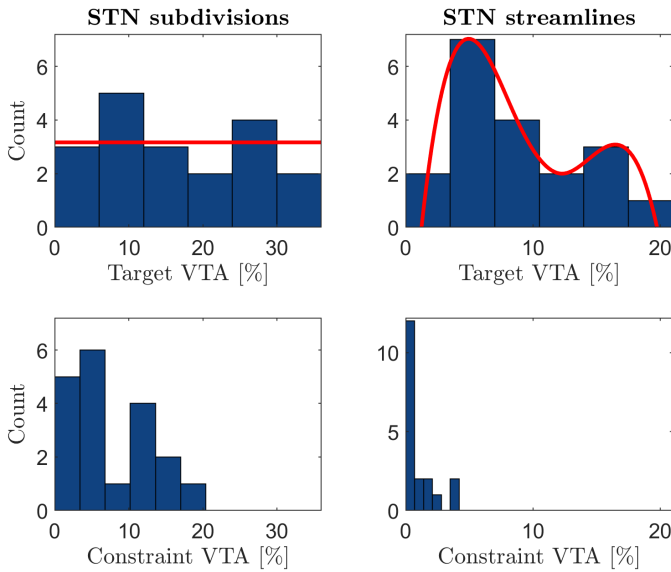 STN subdivisions
STN streamlines
Count
6
4
2
0
0 10 20 30
Target VTA [%]
6
4
2
0
0 10 20
Target VTA [%]
Count
6
4
2
0
0 10 20 30
Constraint VTA [%]
10
5
0
0 10 20
Constraint VTA [%]